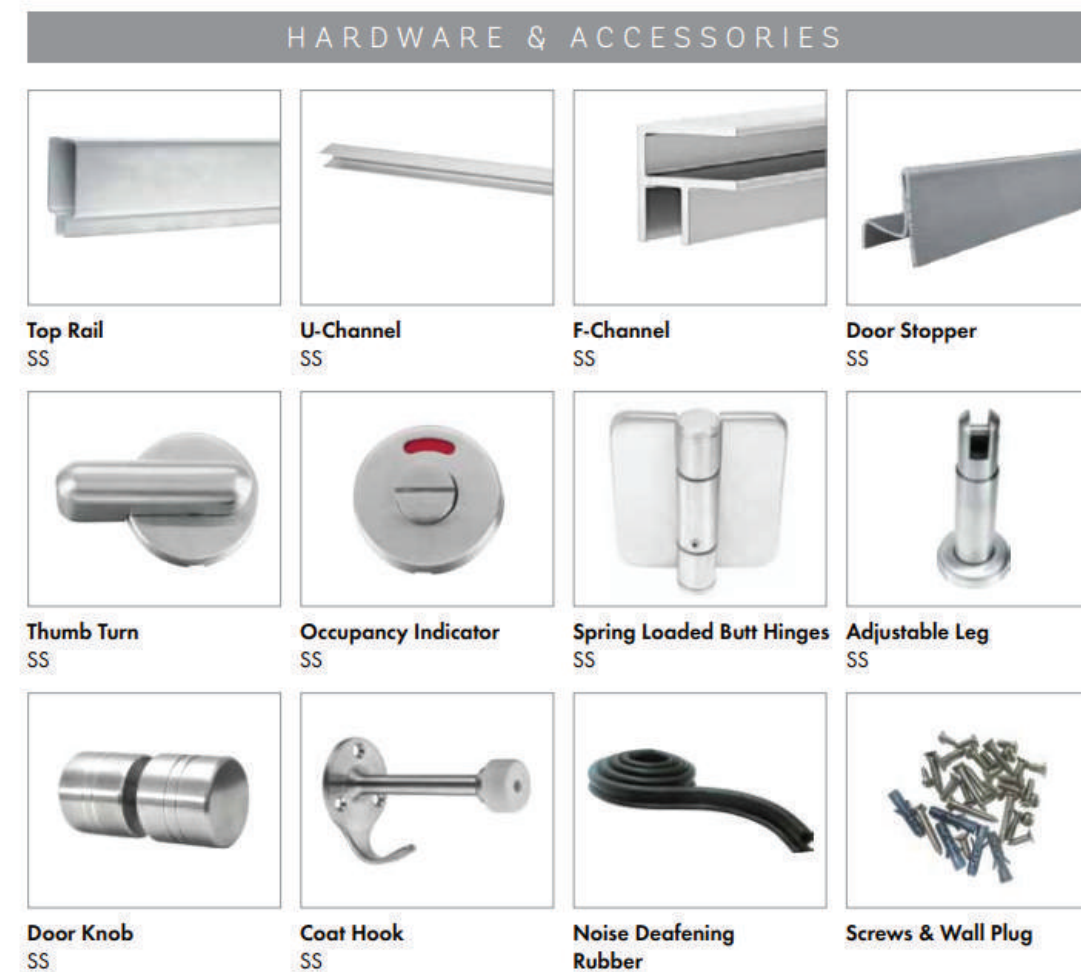 HARDWARE & ACCESSORIES
Top Rail
SS
U-Channel
SS
F-Channel
SS
Door Stopper
SS
Thumb Turn
SS
Occupancy Indicator
SS
Spring Loaded Butt Hinges
SS
Adjustable Leg
SS
Door Knob
SS
Coat Hook
SS
Noise Deafening
Rubber
Screws & Wall Plug